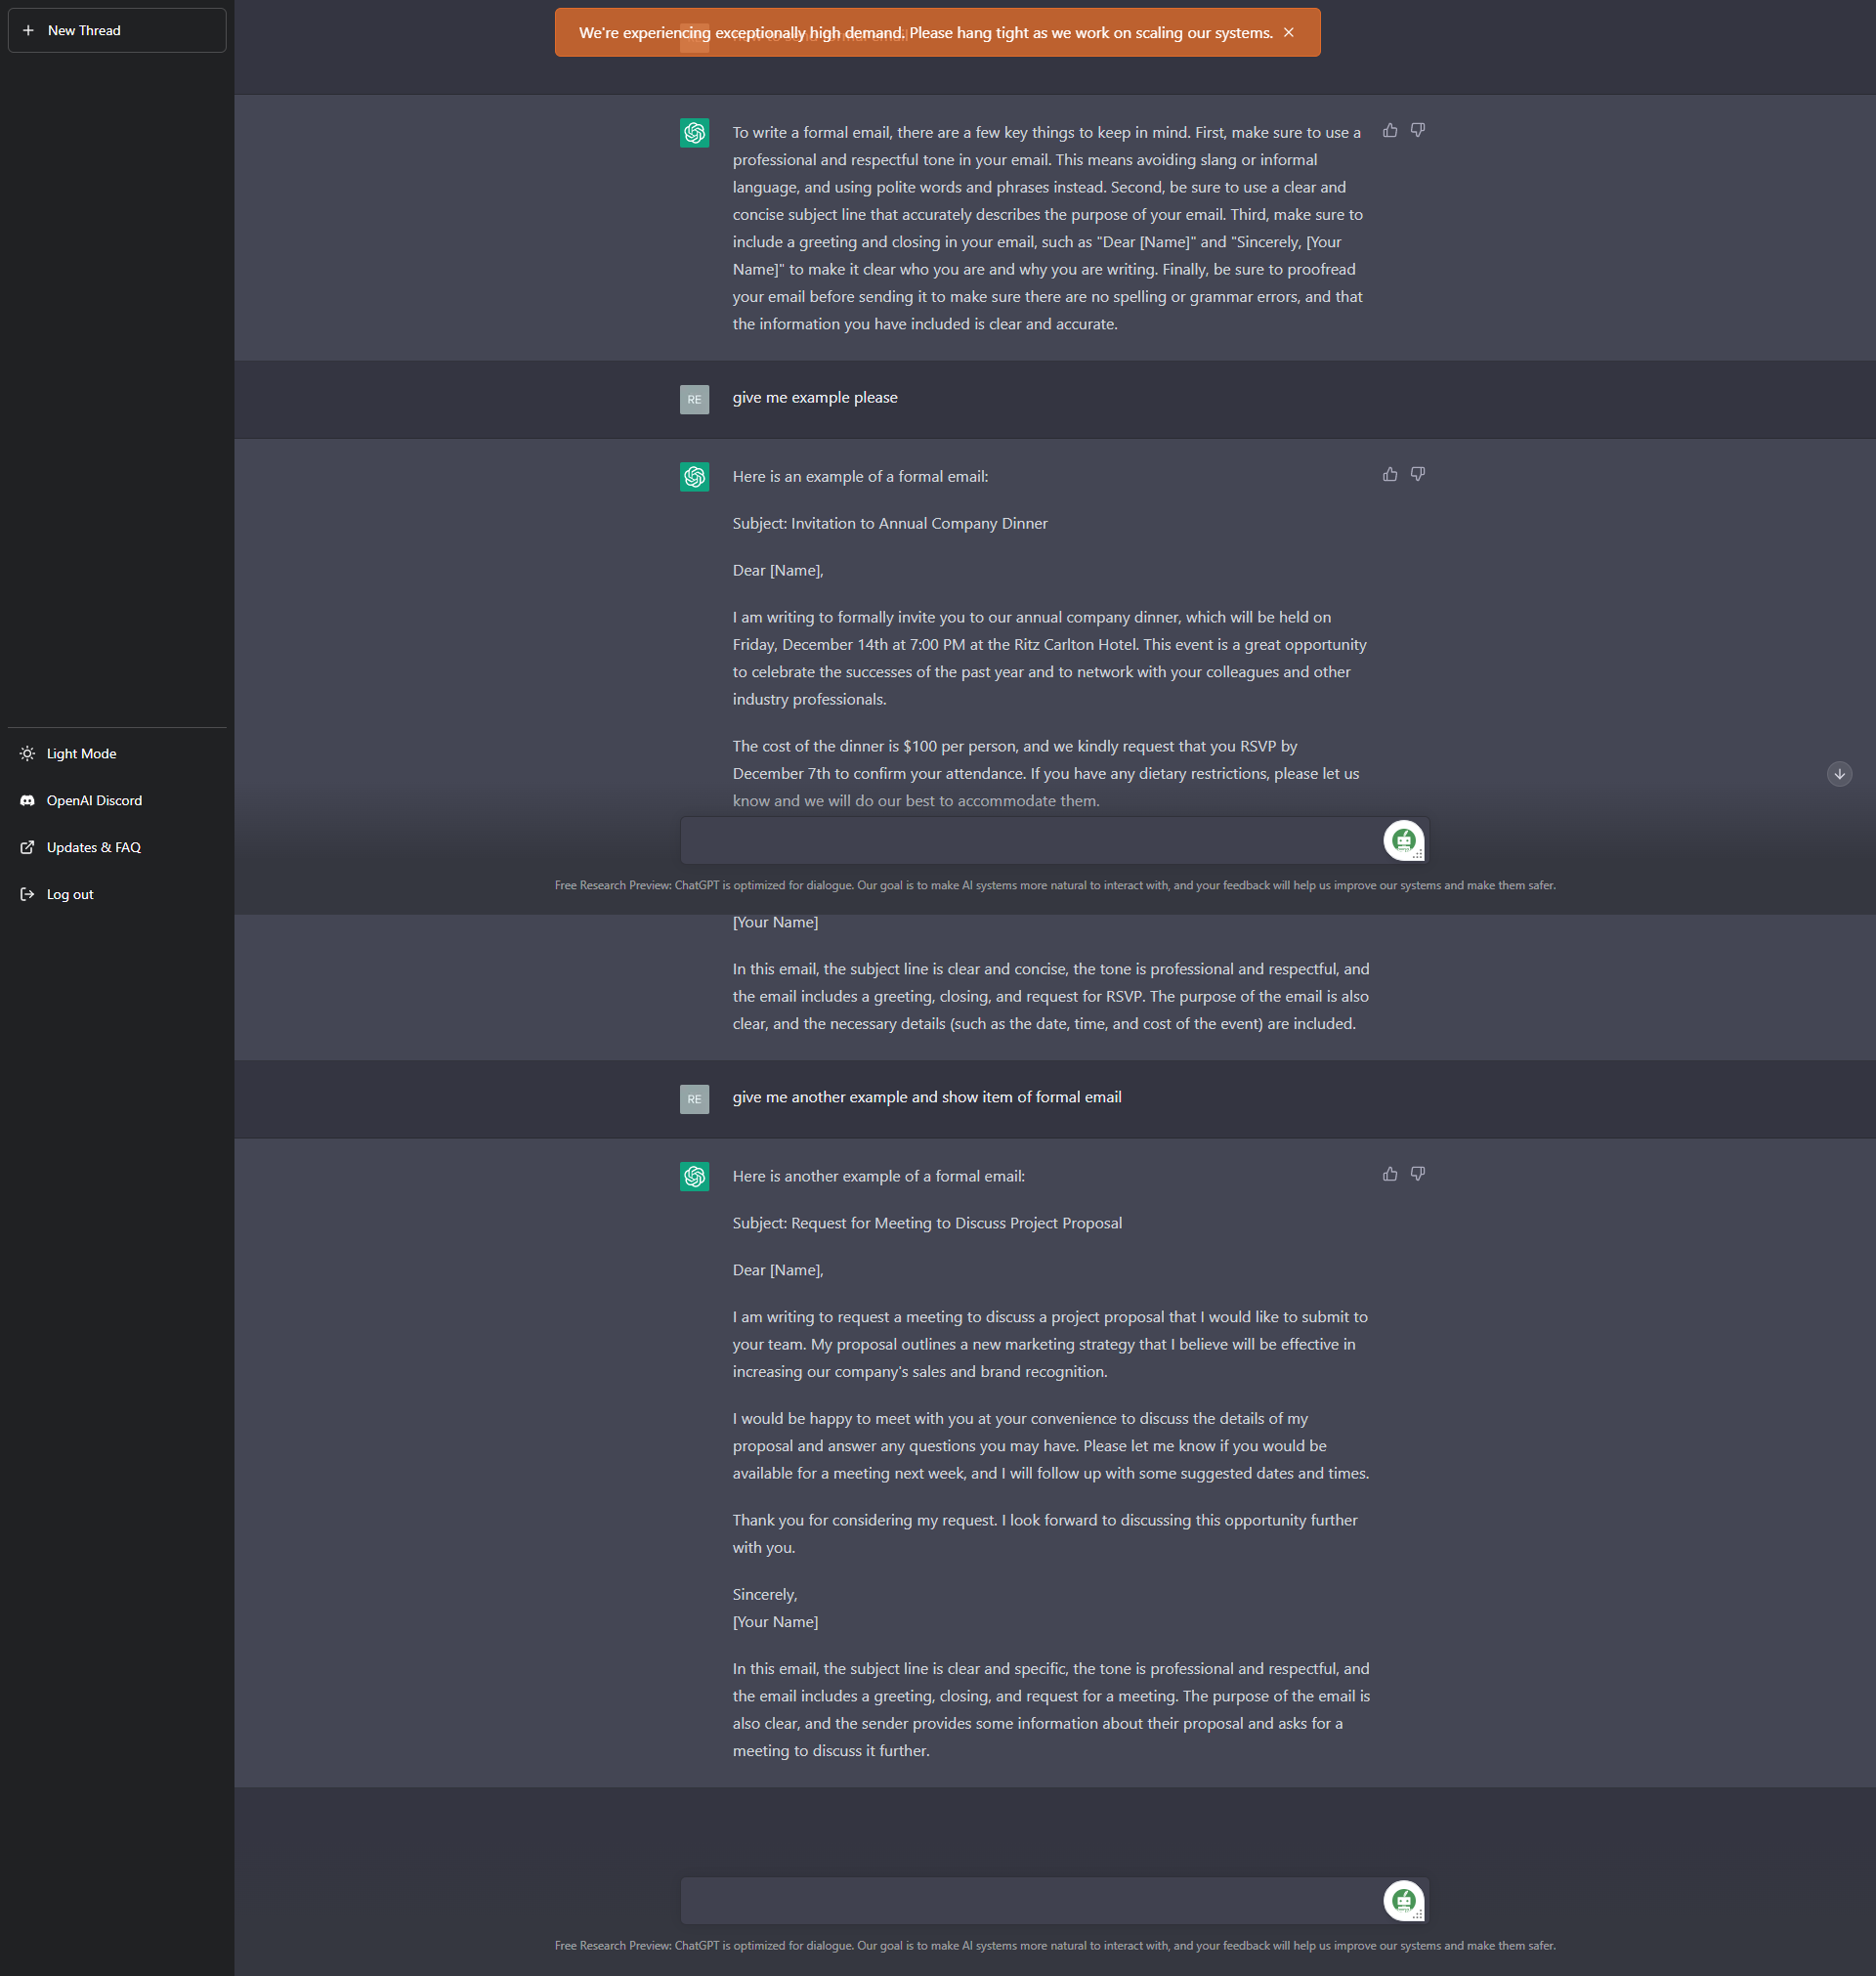 New Thread
We're experiencing exceptionally high demand. Please hang tight as we work on scaling our systems.
To write a formal email, there are a few key things to keep in mind. First, make sure to use a
professional and respectful tone in your email. This means avoiding slang or informal
language, and using polite words and phrases instead. Second, be sure to use a clear and
concise subject line that accurately describes the purpose of your email. Third, make sure to
include a greeting and closing in your email, such as "Dear [Name]" and "Sincerely, [Your
Name]" to make it clear who you are and why you are writing. Finally, be sure to proofread
your email before sending it to make sure there are no spelling or grammar errors, and that
the information you have included is clear and accurate.
RE
give me example please
Here is an example of a formal email:
Subject: Invitation to Annual Company Dinner
Dear [Name],
I am writing to formally invite you to our annual company dinner, which will be held on
Friday, December 14th at 7:00 PM at the Ritz Carlton Hotel. This event is a great opportunity
to celebrate the successes of the past year and to network with your colleagues and other
industry professionals.
The cost of the dinner is $100 per person, and we kindly request that you RSVP by
December 7th to confirm your attendance. If you have any dietary restrictions, please let us
know and we will do our best to accommodate them.
Light Mode
OpenAI Discord
Updates & FAQ
Log out
Free Research Preview: ChatGPT is optimized for dialogue. Our goal is to make AI systems more natural to interact with, and your feedback will help us improve our systems and make them safer.
[Your Name]
In this email, the subject line is clear and concise, the tone is professional and respectful, and
the email includes a greeting, closing, and request for RSVP. The purpose of the email is also
clear, and the necessary details (such as the date, time, and cost of the event) are included.
RE
give me another example and show item of formal email
Here is another example of a formal email:
Subject: Request for Meeting to Discuss Project Proposal
Dear [Name],
I am writing to request a meeting to discuss a project proposal that I would like to submit to
your team. My proposal outlines a new marketing strategy that I believe will be effective in
increasing our company's sales and brand recognition.
I would be happy to meet with you at your convenience to discuss the details of my
proposal and answer any questions you may have. Please let me know if you would be
available for a meeting next week, and I will follow up with some suggested dates and times.
Thank you for considering my request. I look forward to discussing this opportunity further
with you.
Sincerely,
[Your Name]
In this email, the subject line is clear and specific, the tone is professional and respectful, and
the email includes a greeting, closing, and request for a meeting. The purpose of the email is
also clear, and the sender provides some information about their proposal and asks for a
meeting to discuss it further.
Free Research Preview: ChatGPT is optimized for dialogue. Our goal is to make AI systems more natural to interact with, and your feedback will help us improve our systems and make them safer.